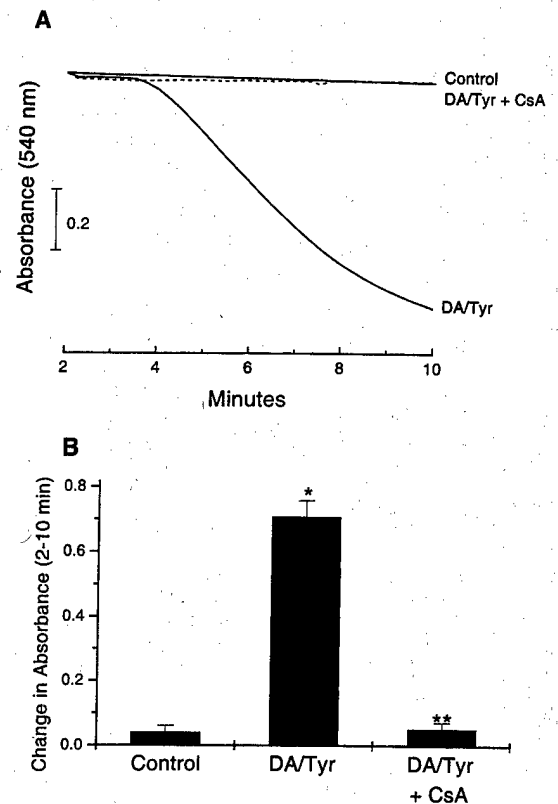 A
Control
DA/Tyr + CsA
Absorbance (540 nm)
0.2
DA/Tyr
2 4 6 8 10
Minutes
B
Change in Absorbance (2-10 min)
0.8
0.6
0.4
0.2
0.0
*
**
Control DA/Tyr DA/Tyr
+ CsA